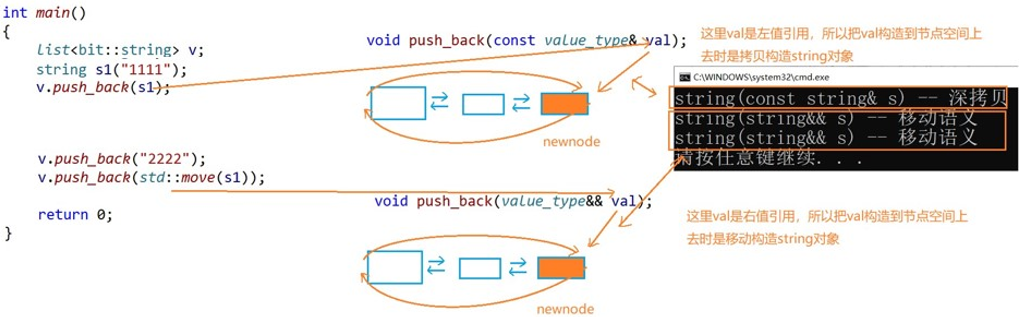 int main()
{
List<bit::string> v;
string s1("1111");
v.push_back(s1);
v.push_back("2222");
v.push_back(std::move(s1));
return 0;
}
void push_back(const value_type& val);
newnode
void push_back(value_type&& val);
newnode
这里val是左值引用，所以把val构造到节点空间上
去时是拷贝构造string对象
C:\WINDOWS\system32\cmd.exe
string(const string& s) -- 深拷贝
string(string&& s) -- 移动语义
string(string&& s) -- 移动语义
请按任意键继续. . .
这里val是右值引用，所以把val构造到节点空间上
去时是移动构造string对象